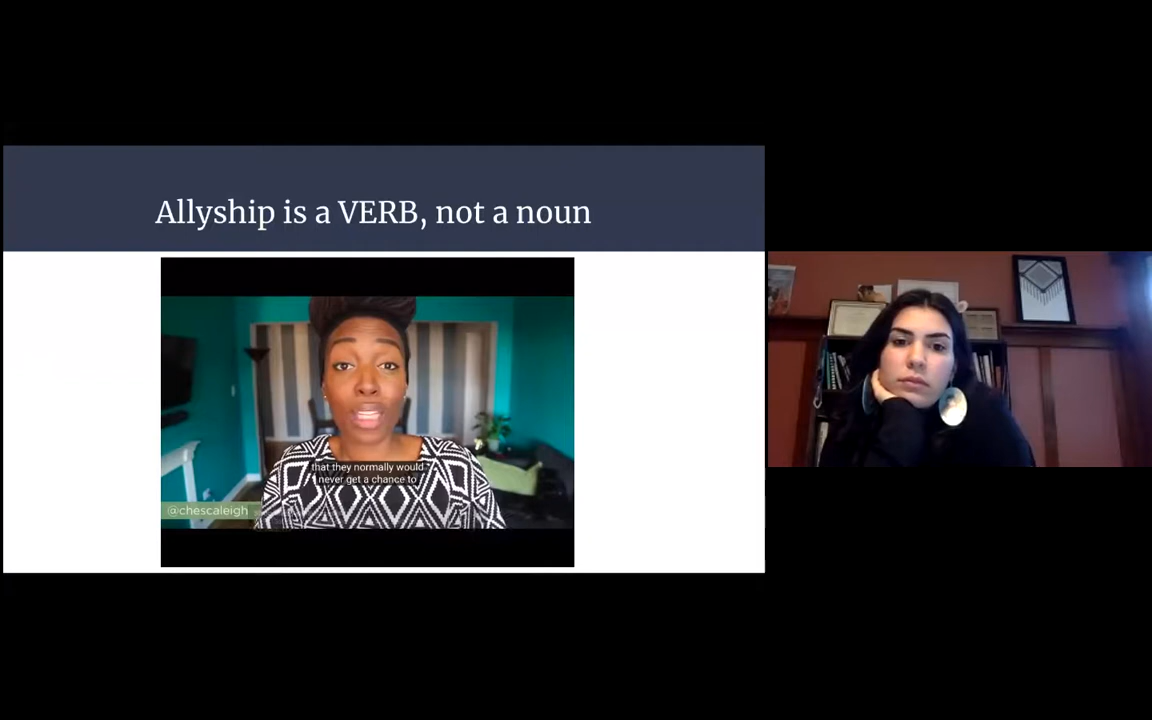 Allyship is a VERB, not a noun
that they normally would
never get a chance to
@chescaleigh